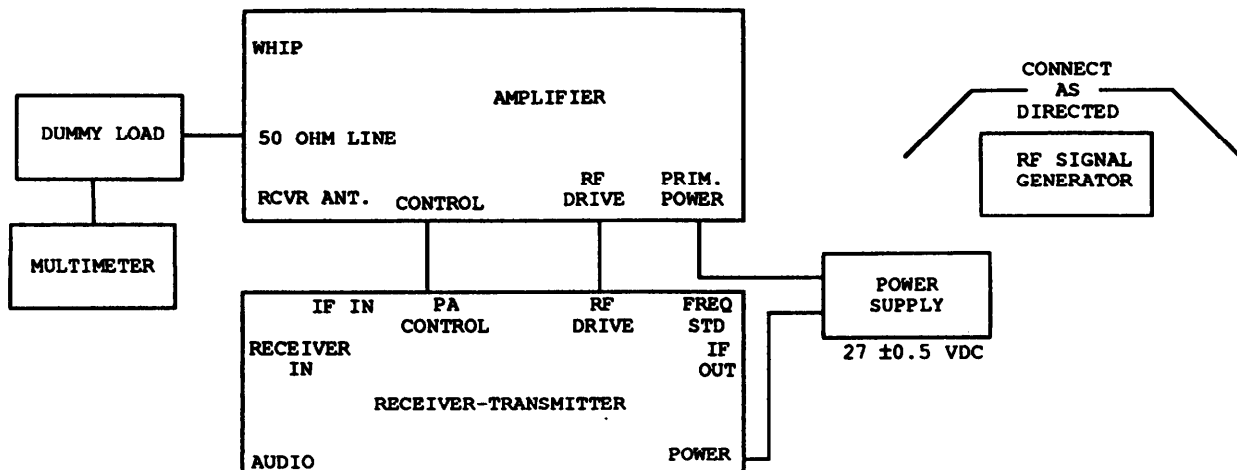 WHIP
AMPLIFIER
50 OHM LINE
RCVR ANT.
CONTROL
RF
DRIVE
PRIM.
POWER
DUMMY LOAD
MULTIMETER
CONNECT
AS
DIRECTED
RF SIGNAL
GENERATOR
POWER
SUPPLY
27 ±0.5 VDC
IF IN
PA
CONTROL
RF
DRIVE
FREQ
STD
RECEIVER
IN
IF
OUT
RECEIVER-TRANSMITTER
AUDIO
POWER